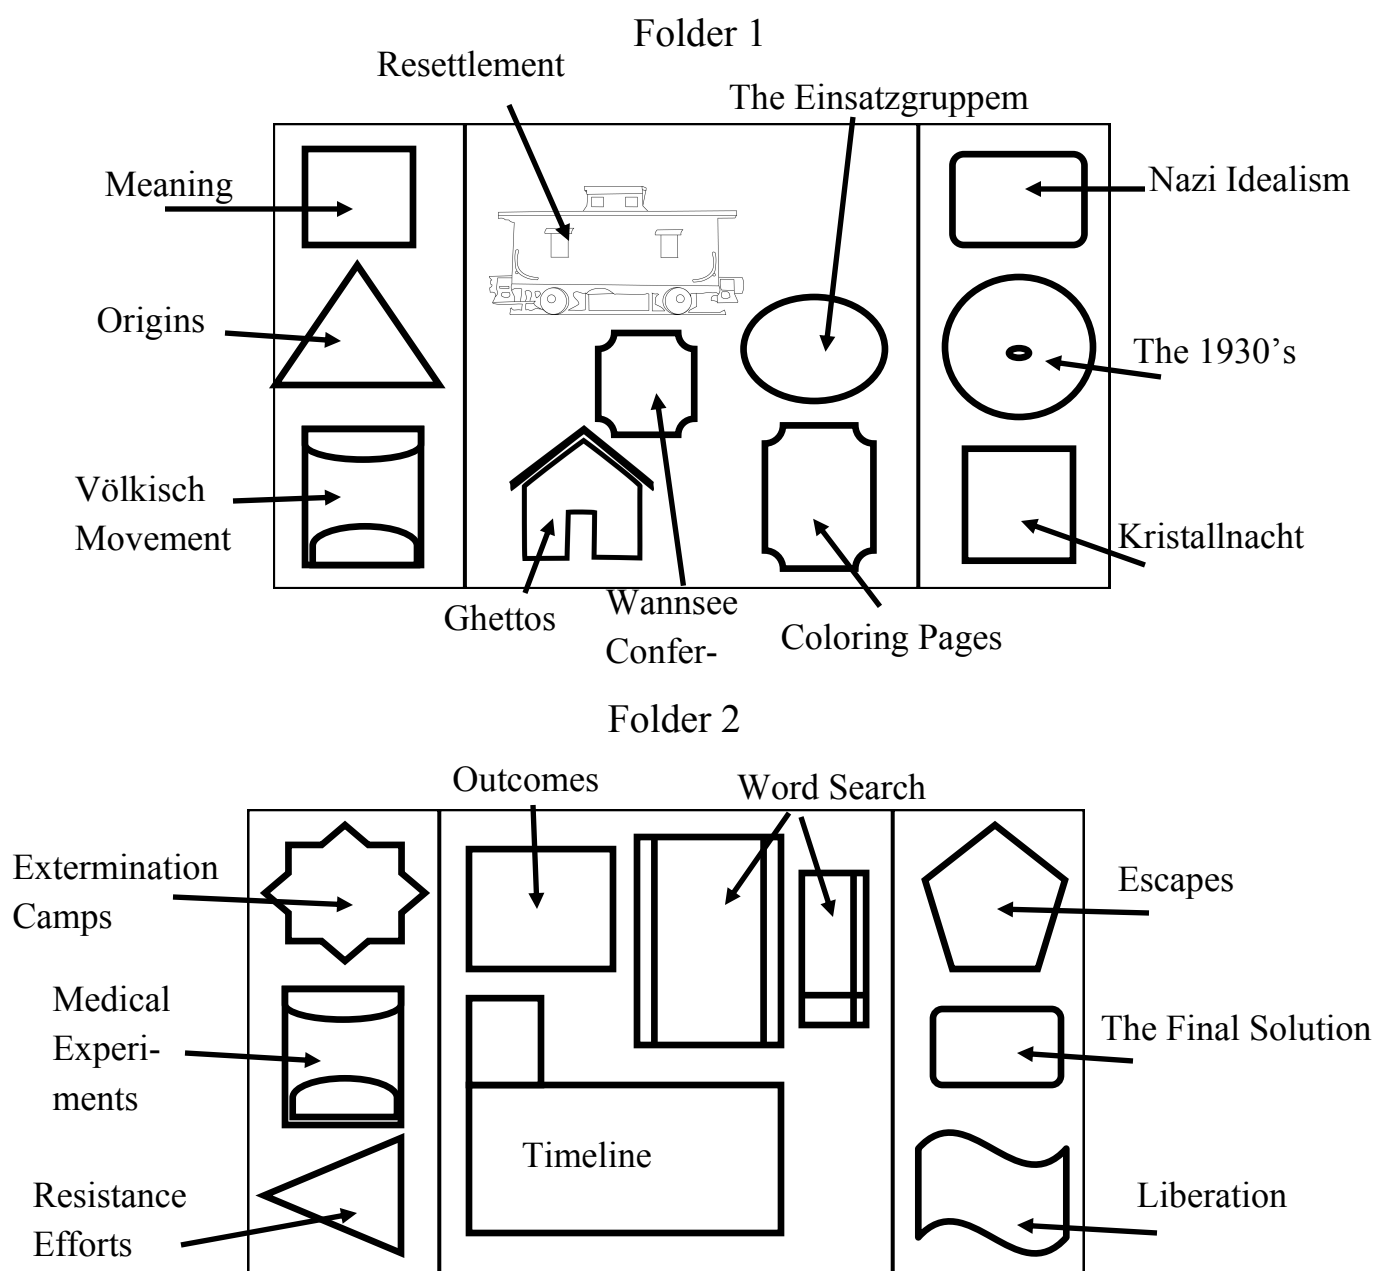 Folder 1
Resettlement
The Einsatzgruppem
Meaning
Nazi Idealism
Origins
The 1930’s
Völkisch
Movement
Kristallnacht
Ghettos
Wannsee
Confer-
Coloring Pages
Folder 2
Outcomes
Word Search
Extermination
Camps
Escapes
Medical
Experi-
ments
The Final Solution
Timeline
Resistance
Efforts
Liberation